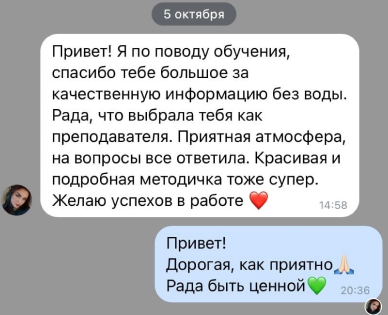 5 октября
Привет! Я по поводу обучения,
спасибо тебе большое за
качественную информацию без воды.
Рада, что выбрала тебя как
преподавателя. Приятная атмосфера,
на вопросы все ответила. Красивая и
подробная методичка тоже супер.
Желаю успехов в работе ❤️
14:58
Привет!
Дорогая, как приятно🙏🏻
Рада быть ценной💚
20:36